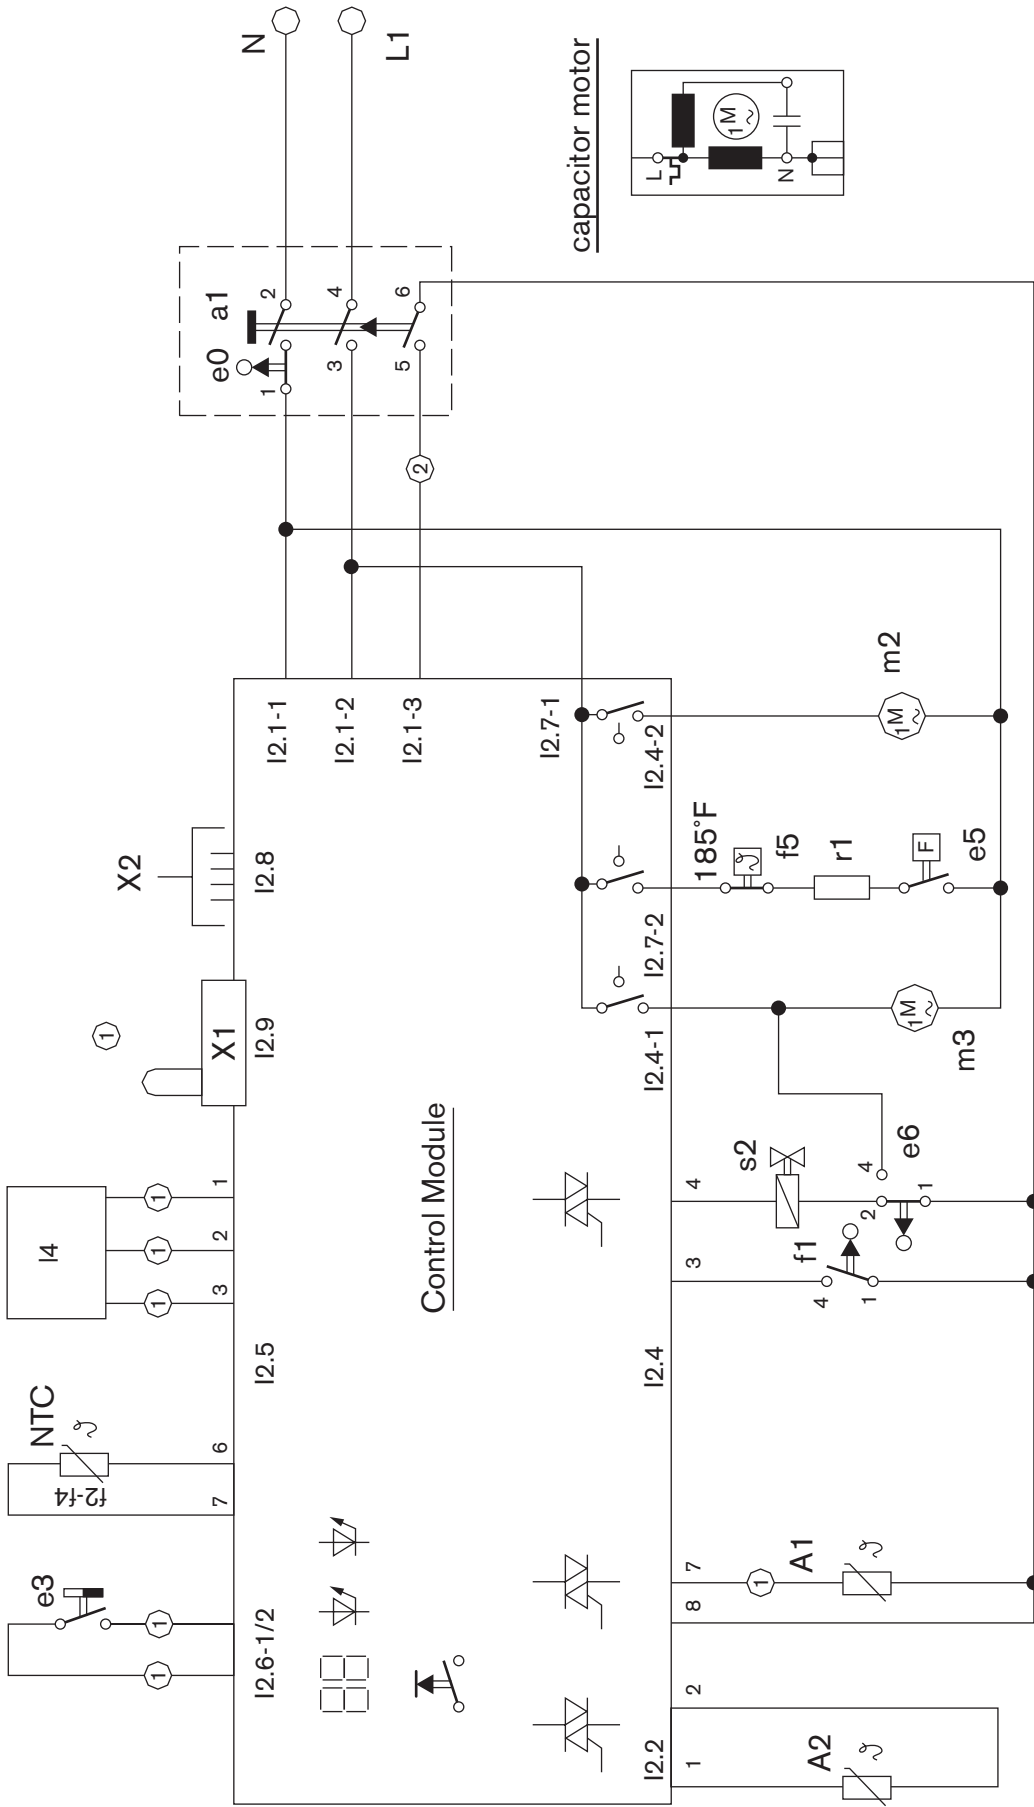 N
L1
capacitor motor
L
1M
N
a1
e0
2
4
6
1
3
5
2
I2.1-1
I2.1-2
I2.1-3
I2.7-1
I2.4-2
m2
1M
X2
I2.8
185°F
f5
r1
F
e5
I2.7-2
1
X1
I2.9
I2.4-1
1M
m3
I4
1
1
1
1
2
3
Control Module
I2.5
I2.4
s2
4
4
e6
2
1
3
f1
4
1
NTC
f2-f4
6
7
e3
1
1
I2.6-1/2
7
8
1
A1
2
I2.2
1
A2